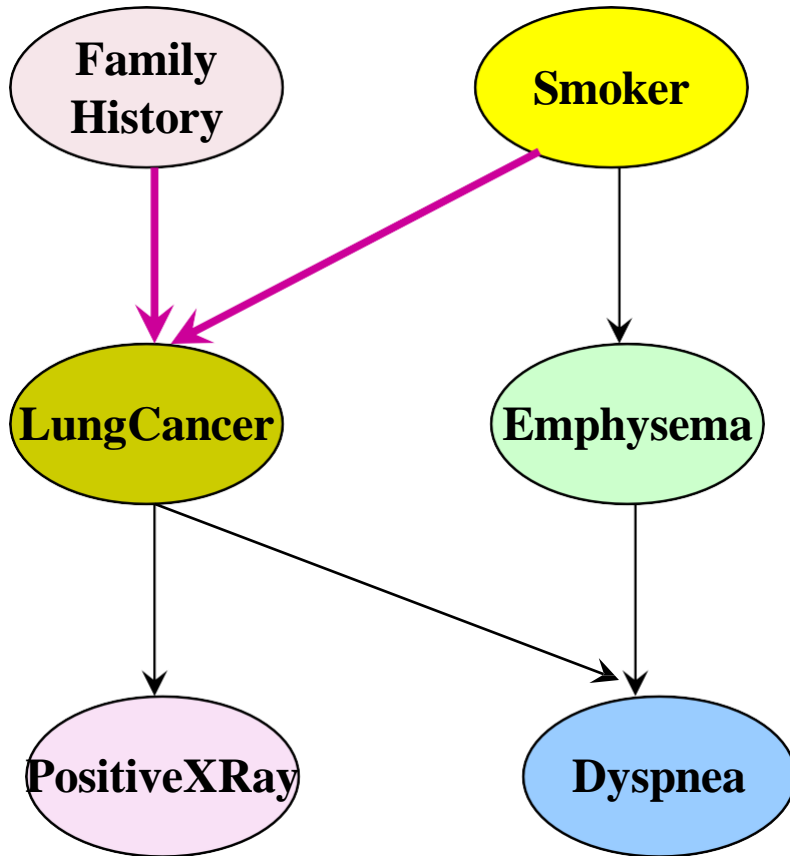 Family
History
Smoker
LungCancer
Emphysema
PositiveXRay
Dyspnea